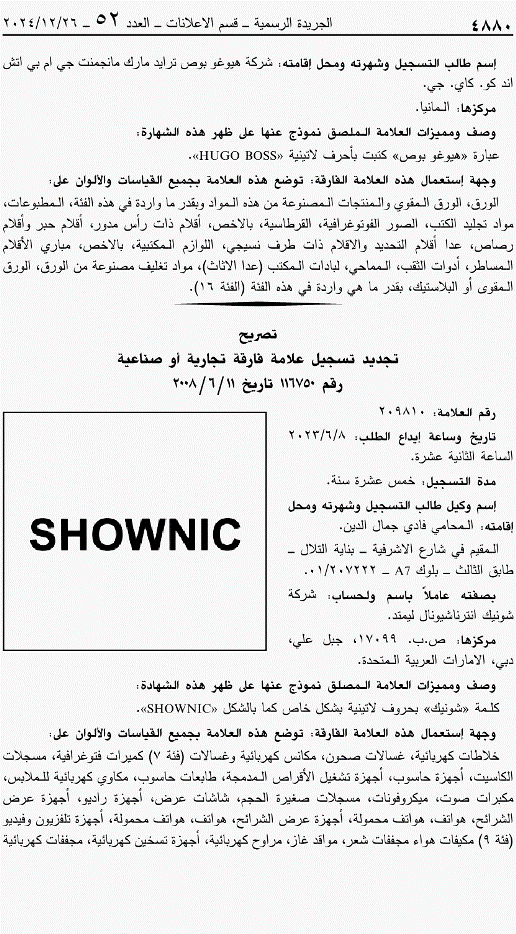 ٤٨٨٠ الجريدة الرسمية – قسم الاعلانات – العدد ٥٢ – ٢٠٢٤/١٢/٢٦
إسم طالب التسجيل وشهرته ومحل إقامته: شركة هيوغو بوص ترايد مارك مانجمنت جي ام بي اتش
اند كو. كاي. جي.
مركزها: المانيا.
وصف ومميزات العلامة الملصق نموذج عنها على ظهر هذه الشهارة:
عبارة «هيوغو بوص» كتبت بأحرف لاتينية «HUGO BOSS».
وجهة إستعمال هذه العلامة الفارقة: توضع هذه العلامة بجميع القياسات والألوان على:
الورق، الورق المقوي والمنتجات المصنوعة من هذه المواد وبقدر ما واردة في هذه الفئة، المطبوعات،
مواد تجليد الكتب، الصور الفوتوغرافية، القرطاسية، بالاخص، أقلام ذات رأس مدور، أقلام حبر وأقلام
رصاص، عدا أقلام التحديد والاقلام ذات طرف نسيجي، اللوازم المكتبية، بالاخص، مباري الأقلام
المساطر، أدوات الثقب، المماحي، لبادات المكتب (عدا الاثاث)، مواد تغليف مصنوعة من الورق، الورق
المقوى أو البلاستيك، بقدر ما هي واردة في هذه الفئة (الفئة ١٦).
تصريح
تجديد تسجيل علامة فارقة تجارية أو صناعية
رقم ١١٦٧٥٠ تاريخ ٢٠٠٨/٦/١١
رقم العلامة: ٢٠٩٨١٠
تاريخ وساعة إيداع الطلب: ٢٠٢٣/٦/٨
الساعة الثانية عشرة.
مدة التسجيل: خمس عشرة سنة.
إسم وكيل طالب التسجيل وشهرته ومحل
إقامته: المحامي فادي جمال الدين.
المقيم في شارع الاشرفية – بناية التلال –
طابق الثالث – بلوك A7 – ٠١/٢٠٧٢٢٢.
بصفته عاملاً باسم ولحساب: شركة
شونيك انترناشيونال ليمتد.
مركزها: ص.ب. ١٧٠٩٩، جبل علي،
دبي، الامارات العربية المتحدة.
SHOWNIC
وصف ومميزات العلامة المصلق نموذج عنها على ظهر هذه الشهادة:
كلمة «شونيك» بحروف لاتينية بشكل خاص كما بالشكل «SHOWNIC».
وجهة إستعمال هذه العلامة الفارقة: توضع هذه العلامة بجميع القياسات والألوان على:
خلاطات كهربائية، غسالات صحون، مكانس كهربائية وغسالات (فئة ٧) كميرات فتوغرافية، مسجلات
الكاسيت، أجهزة حاسوب، أجهزة تشغيل الأقراص المدمجة، طابعات حاسوب، مكاوي كهربائية للملابس،
مكبرات صوت، ميكروفونات، مسجلات صغيرة الحجم، شاشات عرض، أجهزة راديو، أجهزة عرض
الشرائح، هواتف، هواتف محمولة، أجهزة عرض الشرائح، هواتف، هواتف محمولة، أجهزة تلفزيون وفيديو
(فئة ٩) مكيفات هواء مجففات شعر، مواقد غاز، مراوح كهربائية، أجهزة تسخين كهربائية، مجففات كهربائية